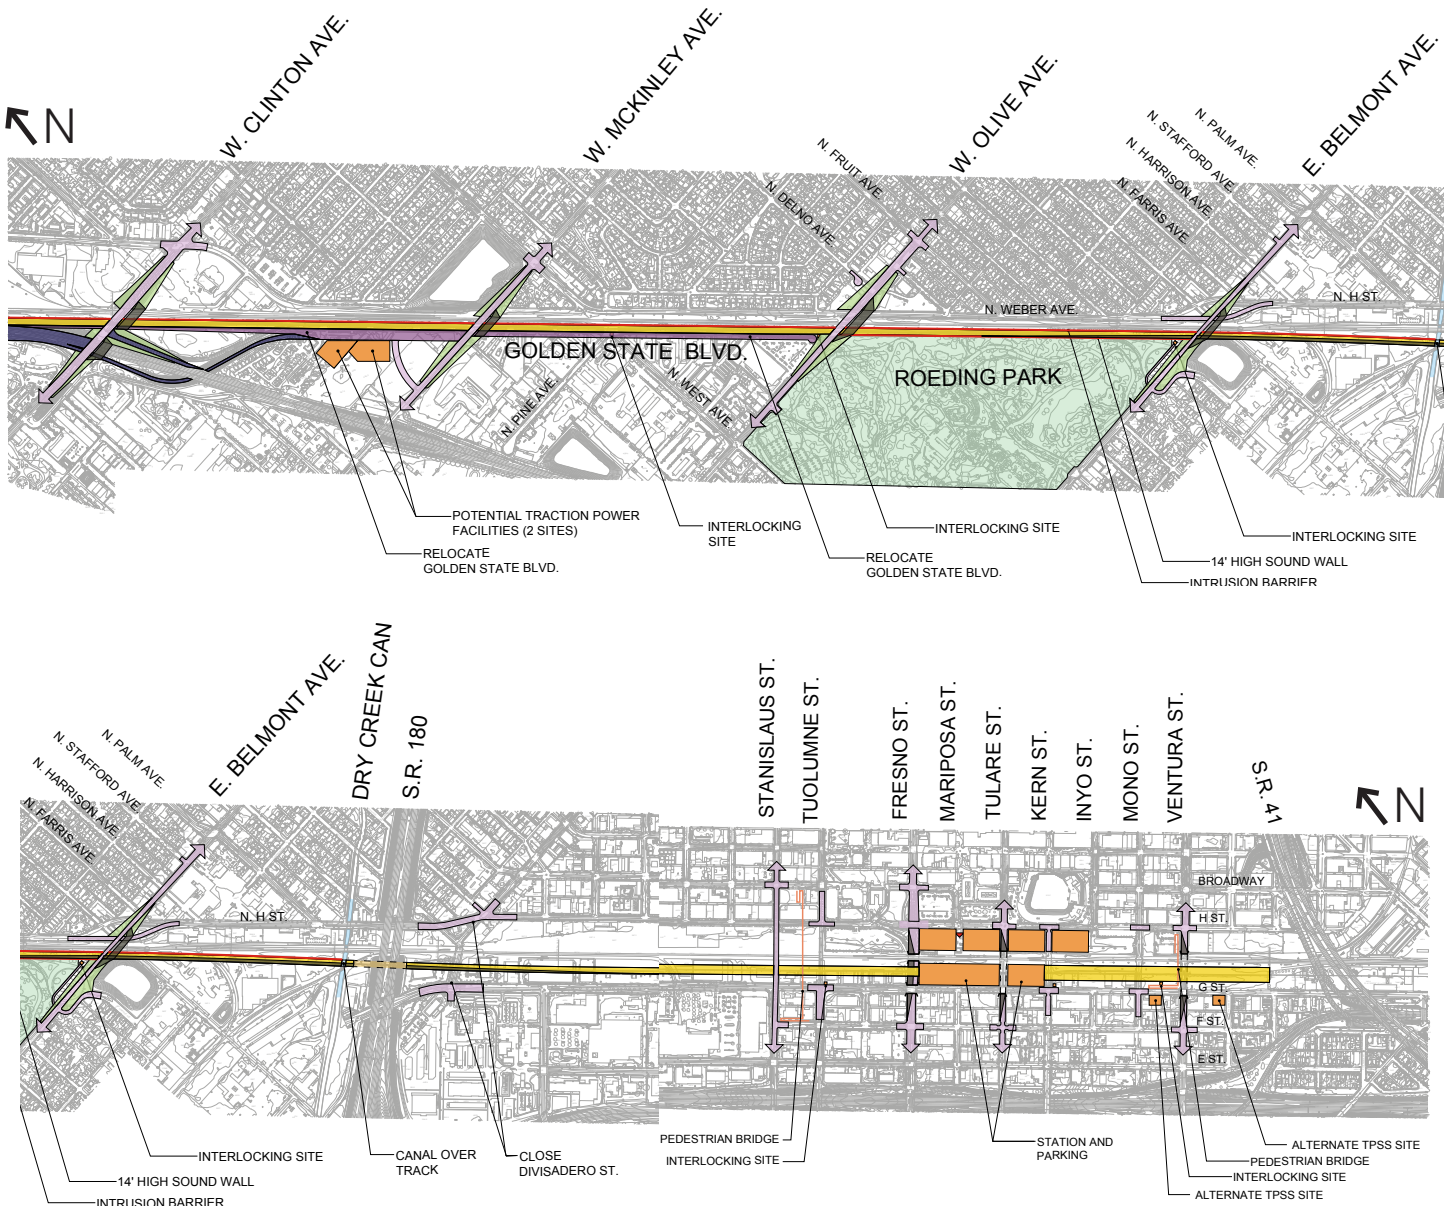 N
W. CLINTON AVE.
W. MCKINLEY AVE.
N. FRUIT AVE.
N. DELNO AVE.
W. OLIVE AVE.
N. PALM AVE.
N. STAFFORD AVE.
N. HARRISON AVE
N. FARRIS AVE.
E. BELMONT AVE.
N. H ST.
N. WEBER AVE.
GOLDEN STATE BLVD.
ROEDING PARK
N. PINE AVE.
N. WEST AVE
POTENTIAL TRACTION POWER
FACILITIES (2 SITES)
RELOCATE
GOLDEN STATE BLVD.
INTERLOCKING
SITE
INTERLOCKING SITE
RELOCATE
GOLDEN STATE BLVD.
INTERLOCKING SITE
14' HIGH SOUND WALL
INTRUSION BARRIER
N. PALM AVE.
N. STAFFORD AVE.
N. HARRISON AVE.
N. FARRIS AVE.
E. BELMONT AVE.
DRY CREEK CAN
S.R. 180
STANISLAUS ST.
TUOLUMNE ST.
FRESNO ST.
MARIPOSA ST.
TULARE ST.
KERN ST.
INYO ST.
MONO ST.
VENTURA ST.
S.R. 41
N
BROADWAY
N. H ST.
H ST.
G ST.
F ST.
E ST.
INTERLOCKING SITE
14' HIGH SOUND WALL
INTRUSION BARRIER
CANAL OVER
TRACK
CLOSE
DIVISADERO ST.
PEDESTRIAN BRIDGE
INTERLOCKING SITE
STATION AND
PARKING
ALTERNATE TPSS SITE
PEDESTRIAN BRIDGE
INTERLOCKING SITE
ALTERNATE TPSS SITE